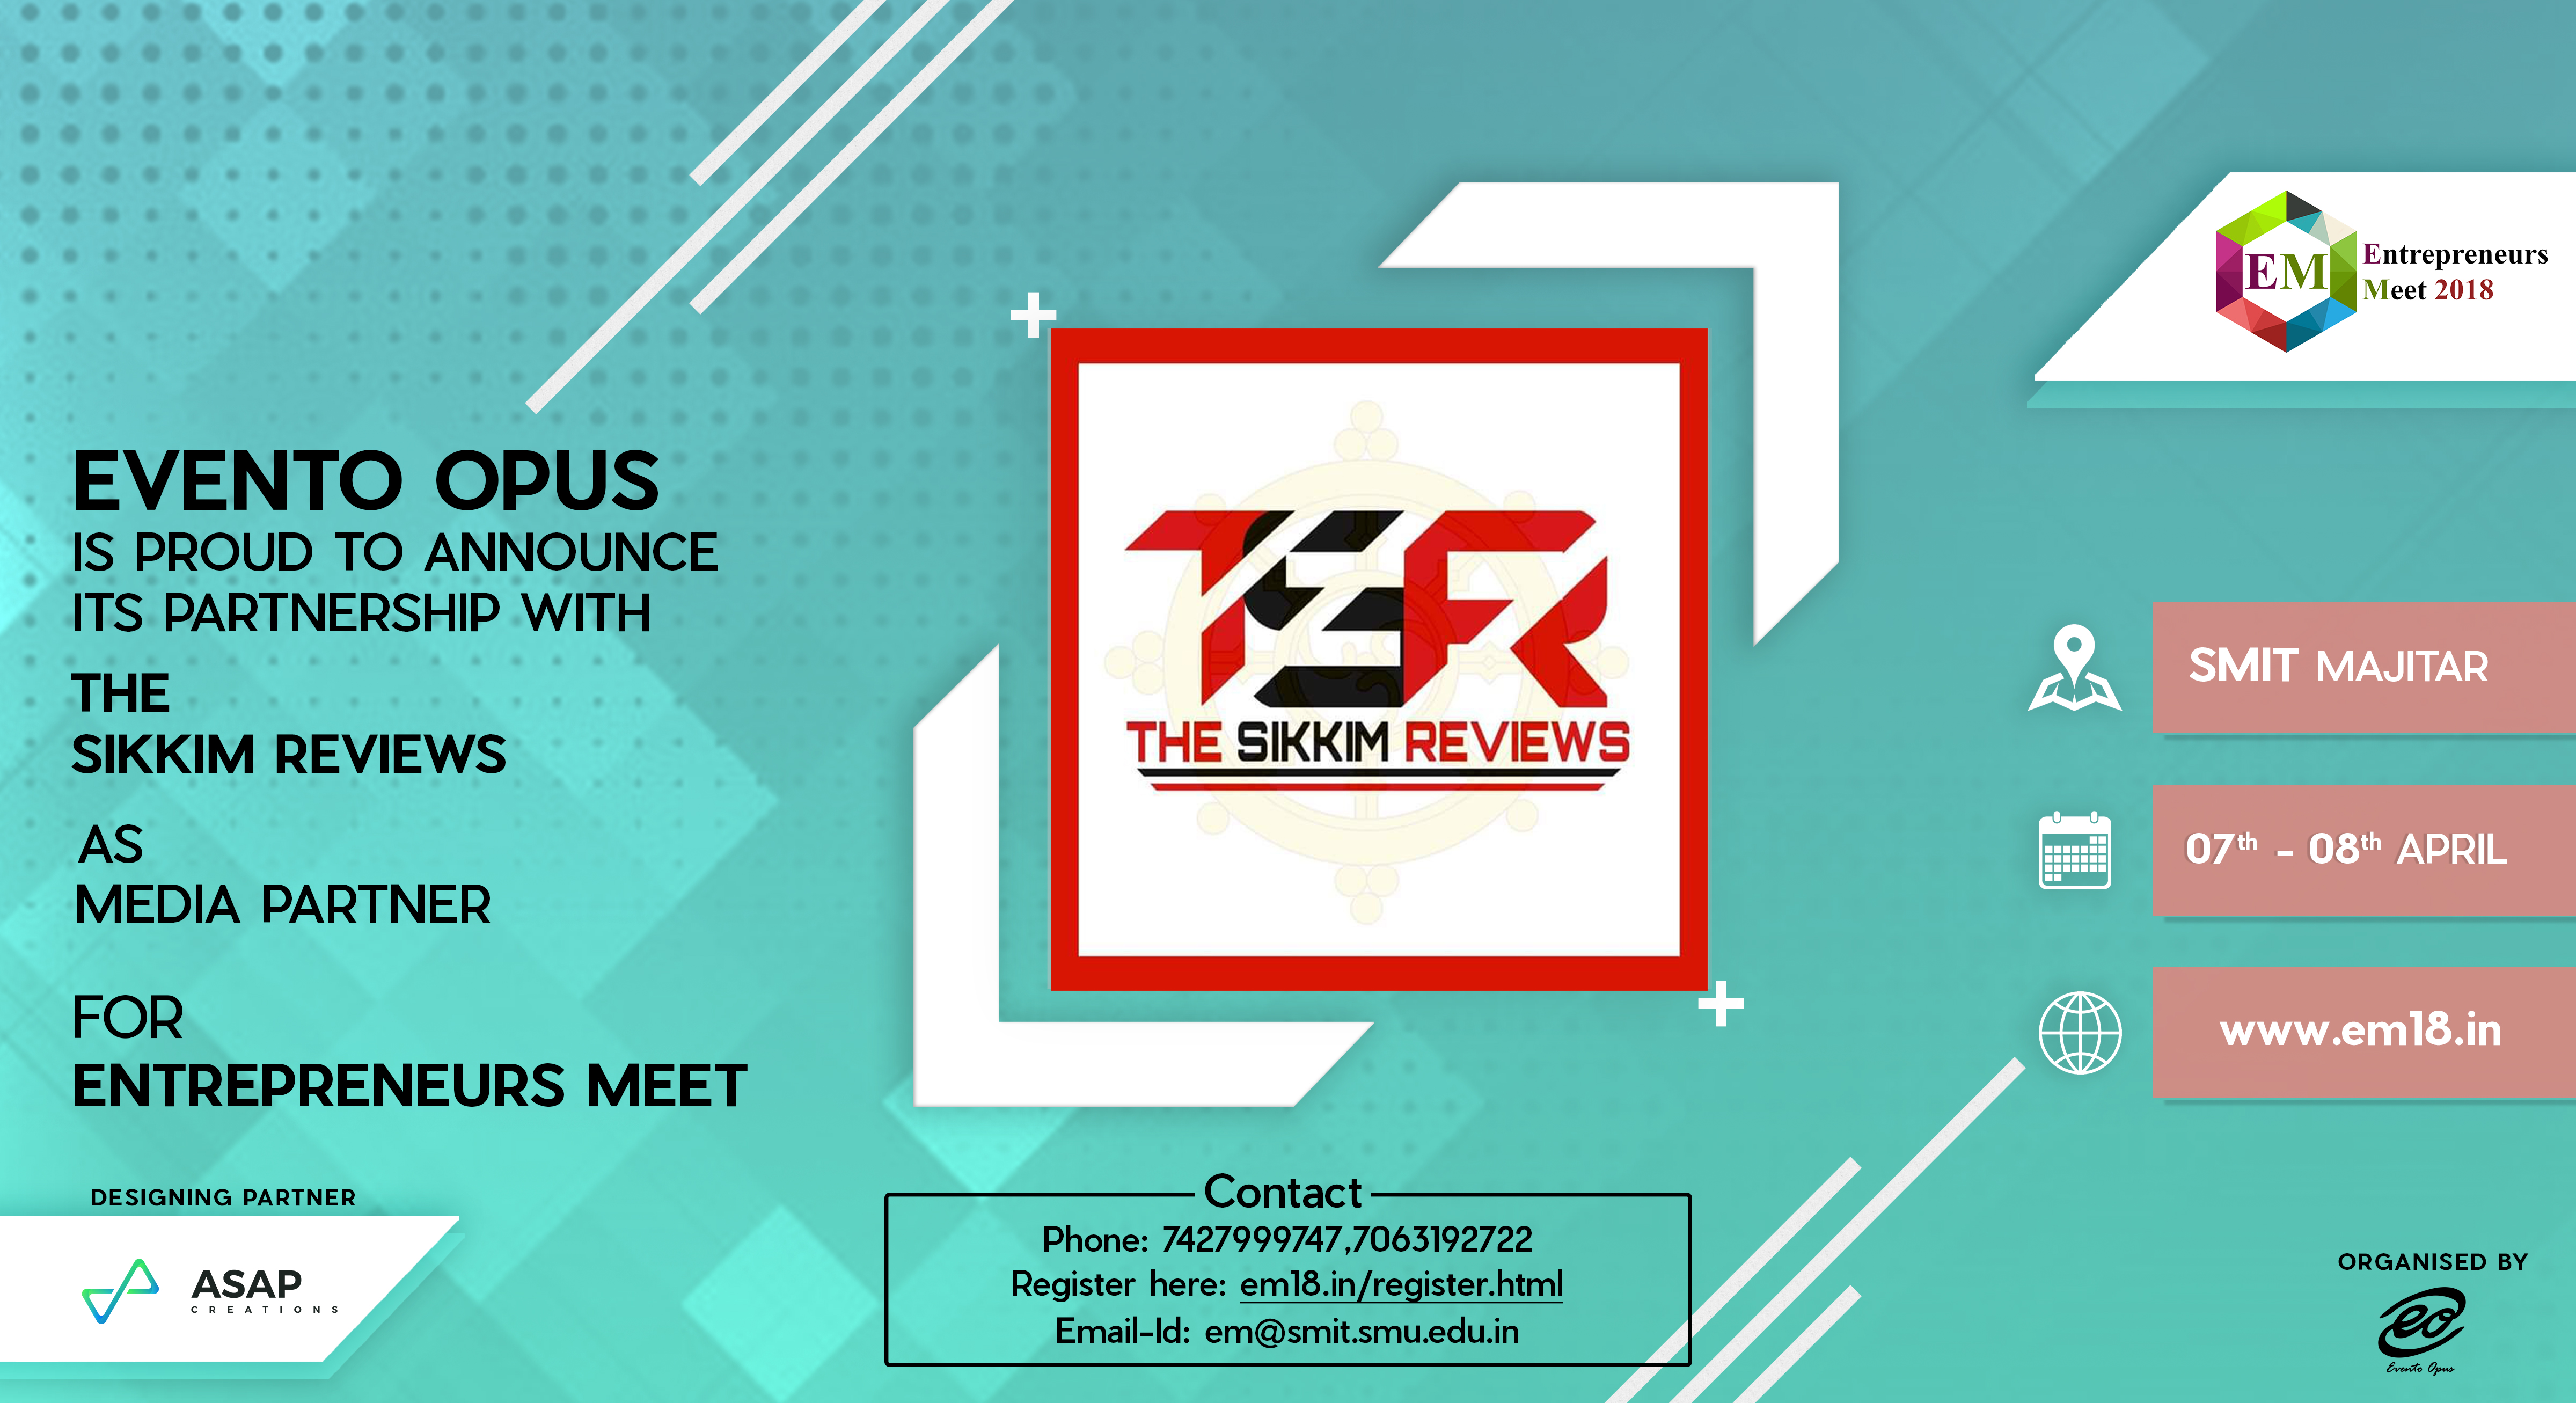 EVENTO OPUS
IS PROUD TO ANNOUNCE
ITS PARTNERSHIP WITH
THE
SIKKIM REVIEWS
AS
MEDIA PARTNER
FOR
ENTREPRENEURS MEET
DESIGNING PARTNER
ASAP
CREATIONS
TSR
THE SIKKIM REVIEWS
Contact
Phone: 7427999747,7063192722
Register here: em18.in/register.html
Email-Id: em@smit.smu.edu.in
EM
Entrepreneurs
Meet 2018
SMIT MAJITAR
07th - 08th APRIL
www.em18.in
ORGANISED BY
eo
Evento Opus